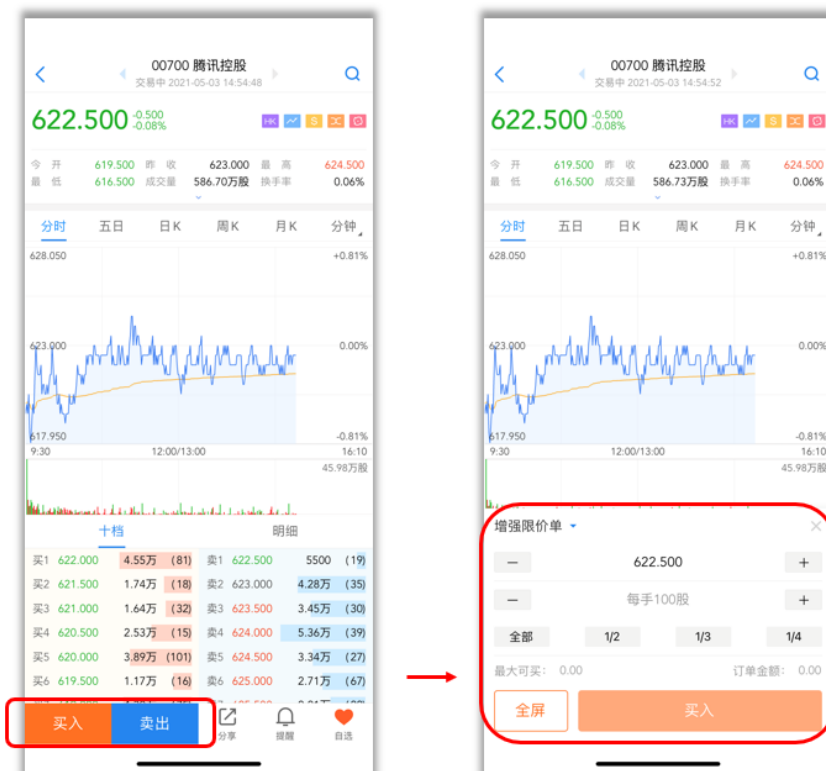 00700 腾讯控股
交易中 2021-05-03 14:54:48
622.500 -0.500
-0.08%
HK S
今 开 619.500 昨 收 623.000 最 高 624.500
最 低 616.500 成交量 586.70万股 换手率 0.06%
分时 五日 日K 周K 月K 分钟
628.050 +0.81%
623.000 0.00%
617.950 -0.81%
9:30 12:00/13:00 16:10
45.98万股
十档 明细
买1 622.000 4.55万 (81) 卖1 622.500 5500 (19)
买2 621.500 1.74万 (18) 卖2 623.000 4.28万 (35)
买3 621.000 1.64万 (32) 卖3 623.500 3.45万 (30)
买4 620.500 2.53万 (15) 卖4 624.000 5.36万 (39)
买5 620.000 3.89万 (101) 卖5 624.500 3.34万 (27)
买6 619.500 1.17万 (16) 卖6 625.000 2.71万 (67)
买入 卖出 分享 提醒 自选
00700 腾讯控股
交易中 2021-05-03 14:54:52
622.500 -0.500
-0.08%
HK S
今 开 619.500 昨 收 623.000 最 高 624.500
最 低 616.500 成交量 586.73万股 换手率 0.06%
分时 五日 日K 周K 月K 分钟
628.050 +0.81%
623.000 0.00%
617.950 -0.81%
9:30 12:00/13:00 16:10
45.98万股
增强限价单
622.500
每手100股
全部 1/2 1/3 1/4
最大可买: 0.00 订单金额: 0.00
全屏 买入